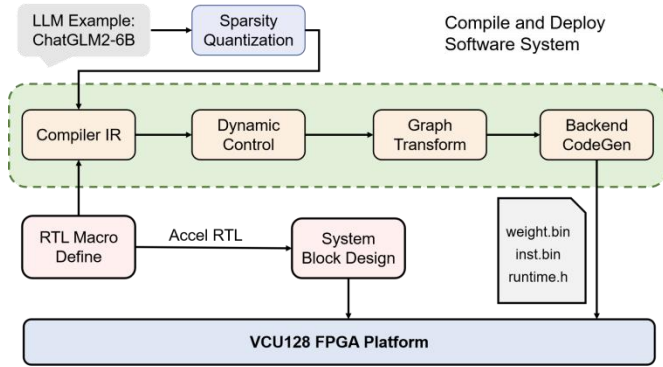 LLM Example:
ChatGLM2-6B
Sparsity
Quantization
Compile and Deploy
Software System
Compiler IR
Dynamic
Control
Graph
Transform
Backend
CodeGen
RTL Macro
Define
Accel RTL
System
Block Design
weight.bin
inst.bin
runtime.h
VCU128 FPGA Platform